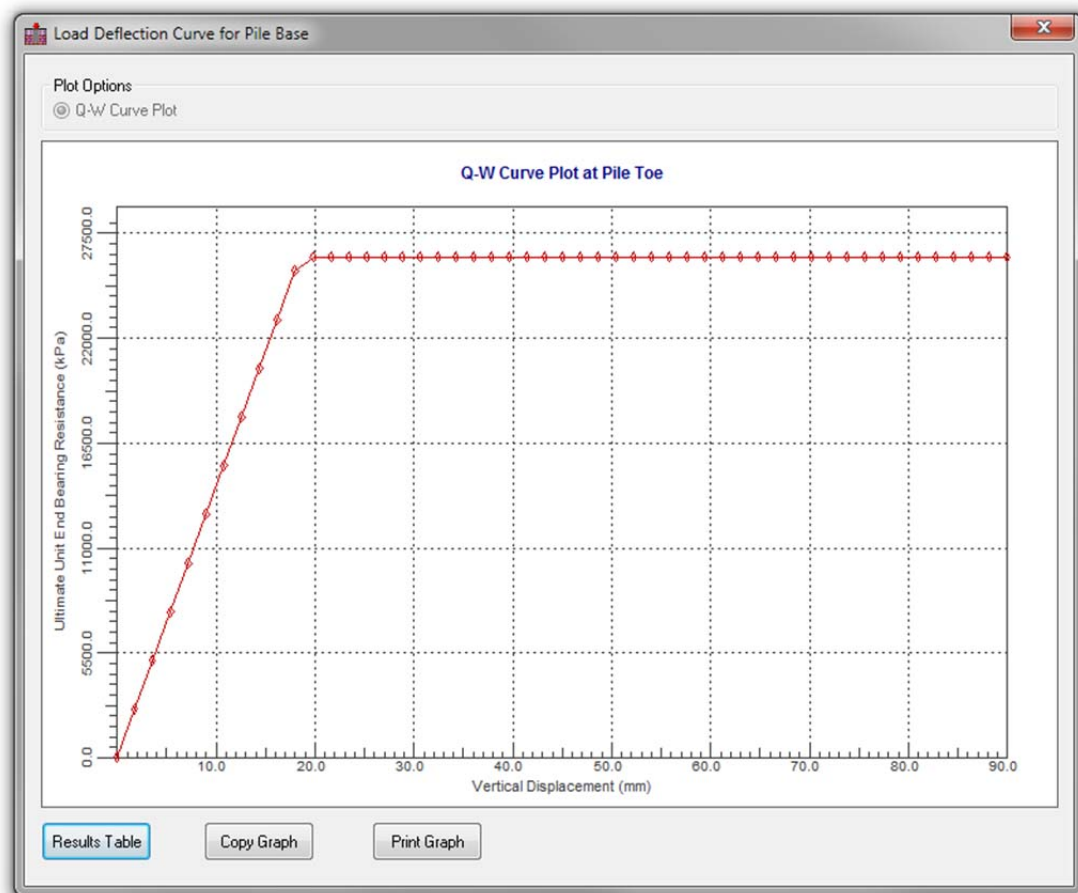 Load Deflection Curve for Pile Base
Plot Options
Q-W Curve Plot
Q-W Curve Plot at Pile Toe
Ultimate Unit End Bearing Resistance (kPa)
27500.0
22000.0
16500.0
11000.0
5500.0
0.0
10.0 20.0 30.0 40.0 50.0 60.0 70.0 80.0 90.0
Vertical Displacement (mm)
Results Table Copy Graph Print Graph